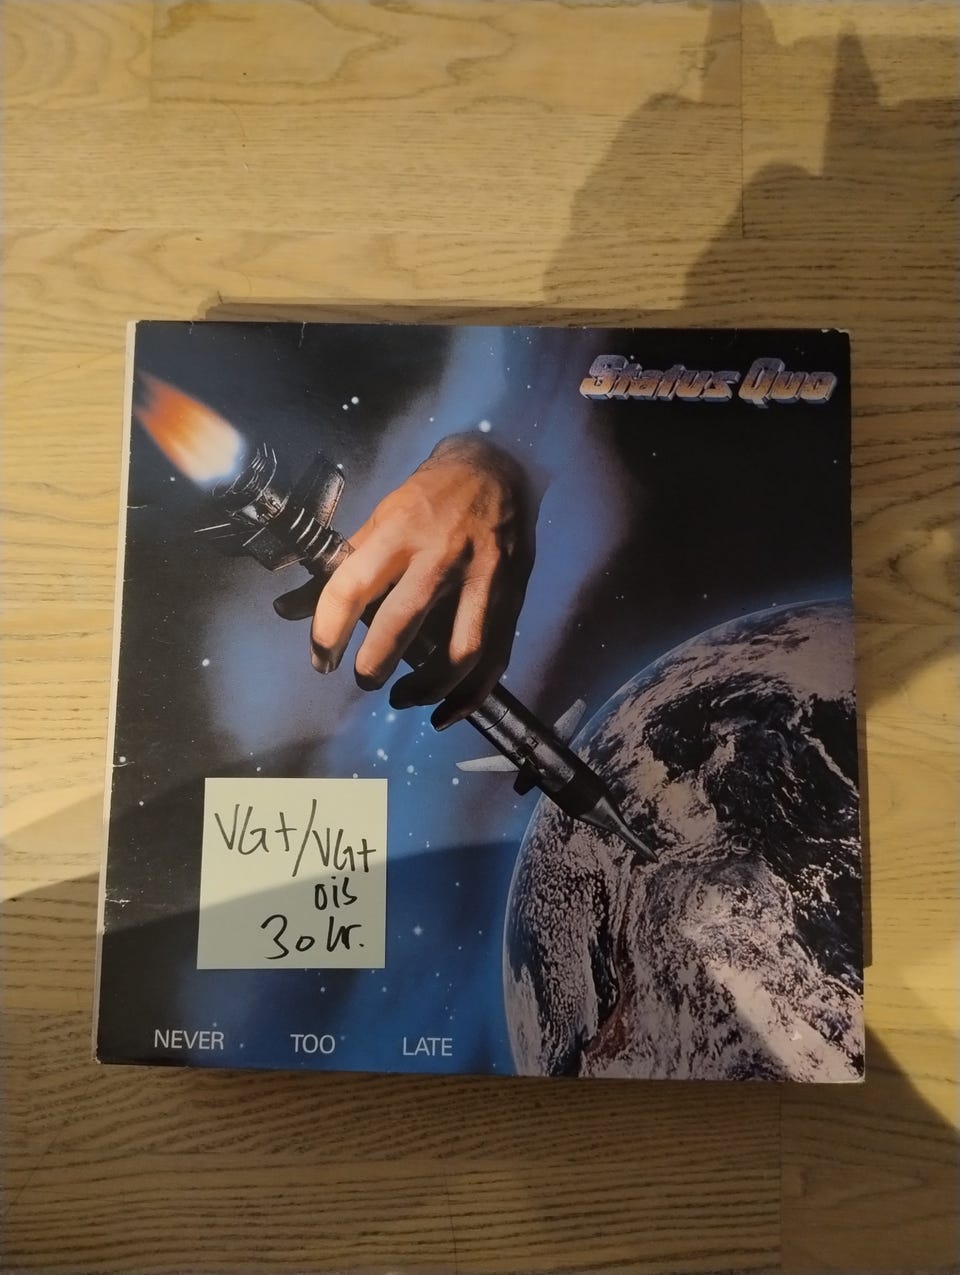 Status Quo
VG+/VG+
ois
30 kr.
NEVER TOO LATE